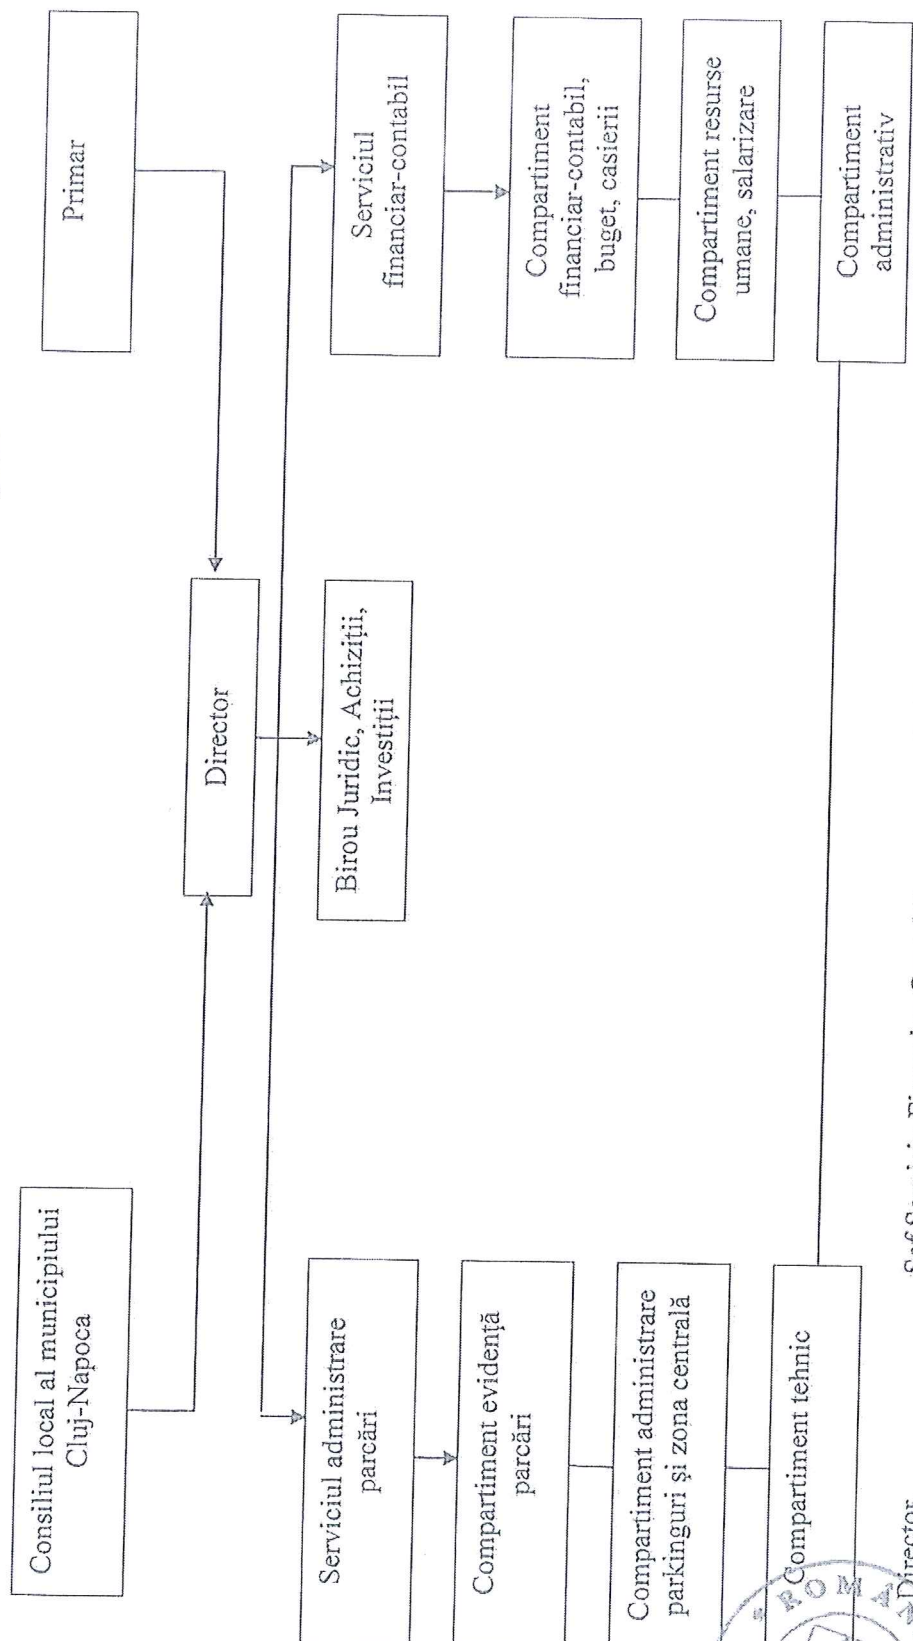 Consiliul local al municipiului
Cluj-Napoca
Primar
Director
Serviciul administrare
parcări
Birou Juridic, Achiziții,
Investiții
Serviciul
financiar-contabil
Compartiment evidență
parcări
Compartiment
financiar-contabil,
buget, casierii
Compartiment administrare
parkinguri și zona centrală
Compartiment resurse
umane, salarizare
Compartiment tehnic
Compartiment
administrativ
Director
ROMÂN